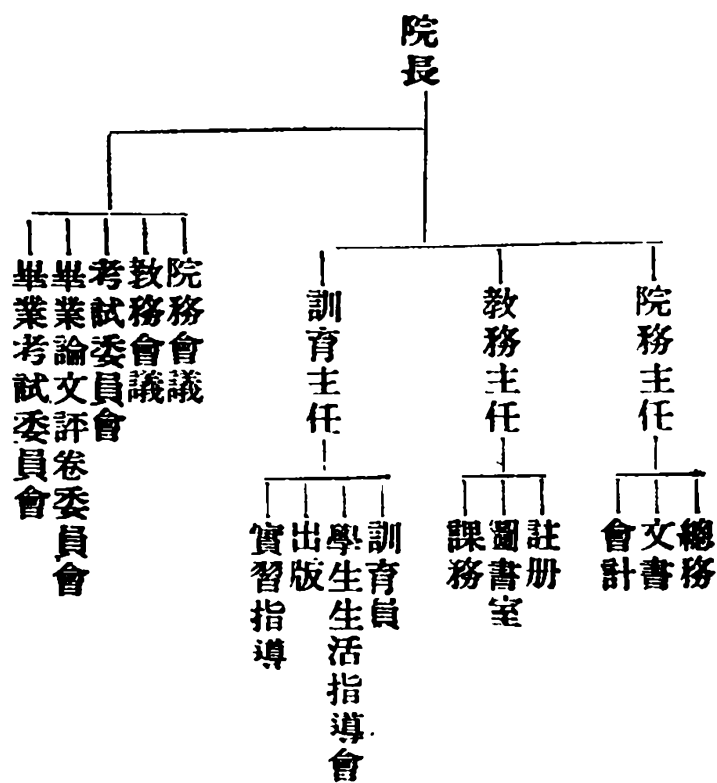 院長
院務主任
總務
文書
會計
教務主任
註册
圖書室
課務
訓育主任
訓育員
學生生活指導會
出版
實習指導
院務會議
教務會議
考試委員會
畢業論文評卷委員會
畢業考試委員會